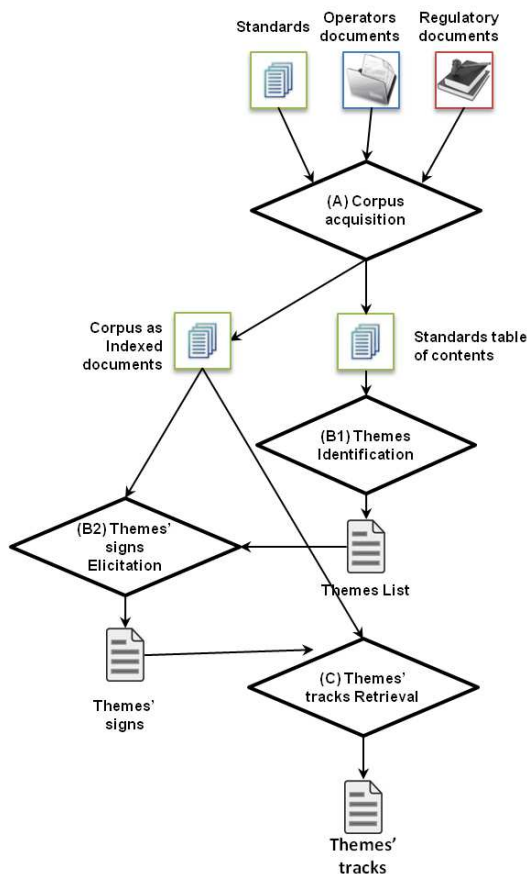 Standards
Operators
documents
Regulatory
documents
(A) Corpus
acquisition
Corpus as
Indexed
documents
Standards table
of contents
(B1) Themes
Identification
(B2) Themes'
signs
Elicitation
Themes List
Themes'
signs
(C) Themes'
tracks Retrieval
Themes'
tracks